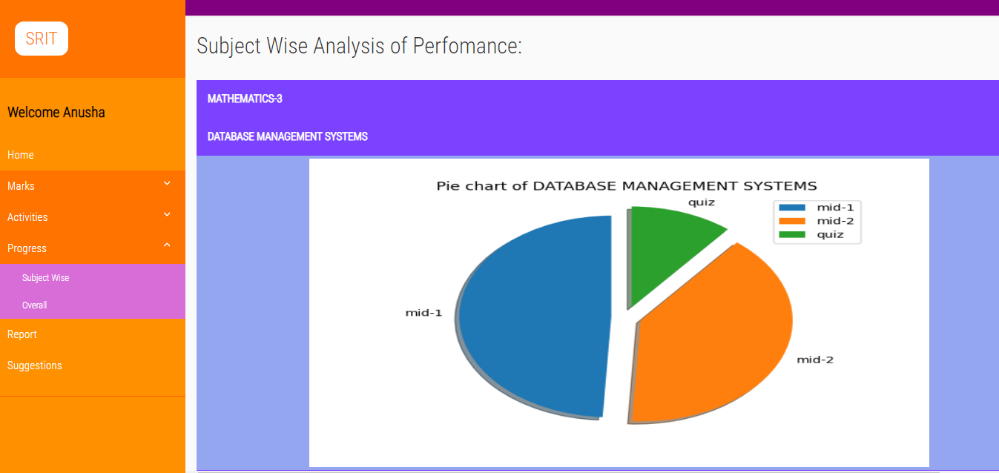 SRIT
Welcome Anusha
Home
Marks
Activities
Progress
Subject Wise
Overall
Report
Suggestions
Subject Wise Analysis of Perfomance:
MATHEMATICS-3
DATABASE MANAGEMENT SYSTEMS
Pie chart of DATABASE MANAGEMENT SYSTEMS
quiz
mid-1
mid-2
quiz
mid-1
mid-2